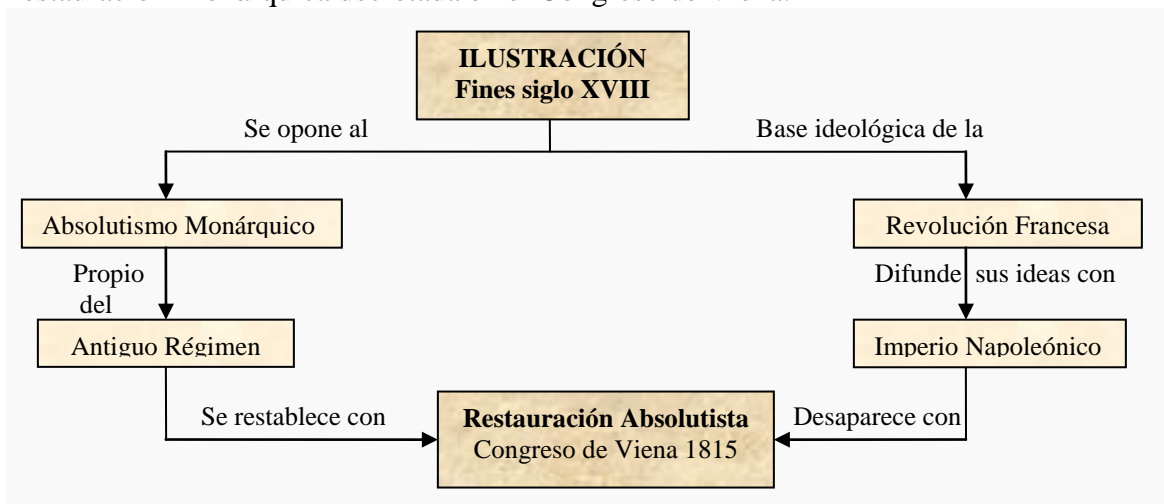 ILUSTRACIÓN
Fines siglo XVIII
Se opone al
Base ideológica de la
Absolutismo Monárquico
Revolución Francesa
Propio
del
Difunde sus ideas con
Antiguo Régimen
Imperio Napoleónico
Se restablece con
Restauración Absolutista
Congreso de Viena 1815
Desaparece con